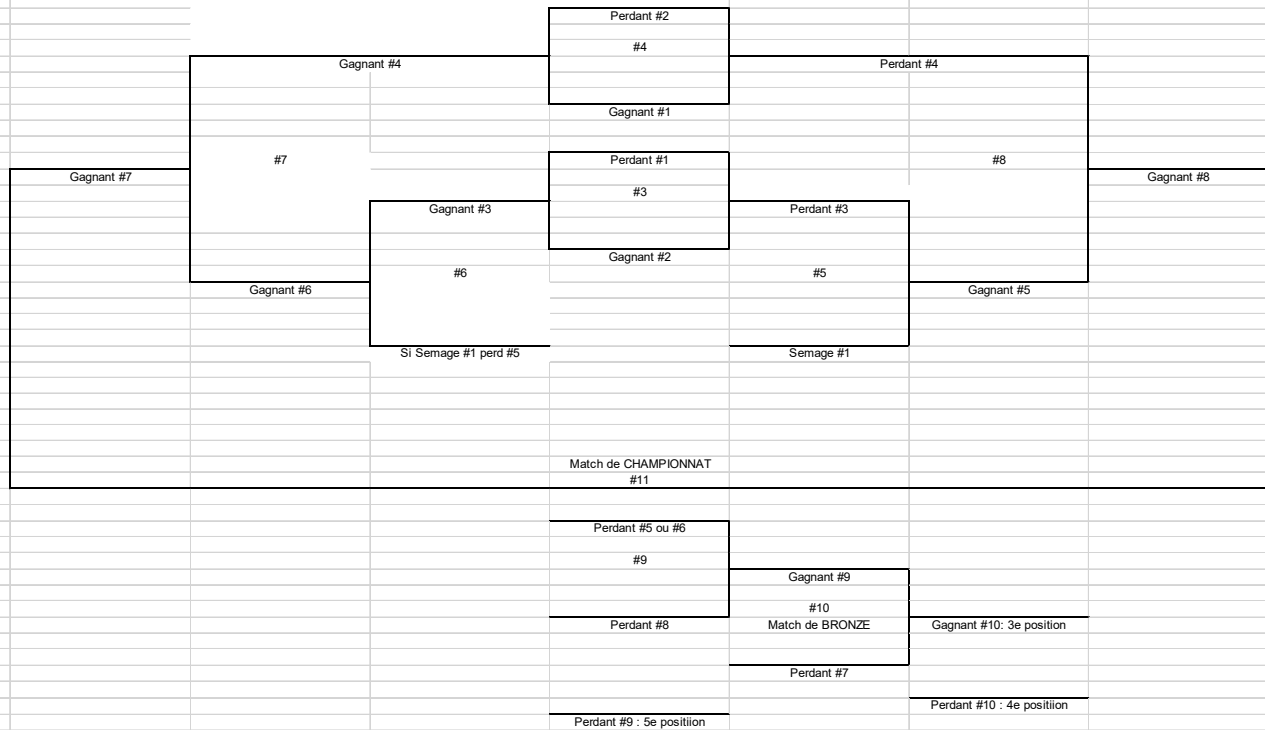 Perdant #2
#4
Gagnant #4
Perdant #4
Gagnant #1
#7
Perdant #1
#8
Gagnant #7
Gagnant #8
#3
Gagnant #3
Perdant #3
Gagnant #2
#6
#5
Gagnant #6
Gagnant #5
Si Semage #1 perd #5
Semage #1
Match de CHAMPIONNAT
#11
Perdant #5 ou #6
#9
Gagnant #9
#10
Perdant #8
Match de BRONZE
Gagnant #10: 3e position
Perdant #7
Perdant #10 : 4e positiion
Perdant #9 : 5e positiion